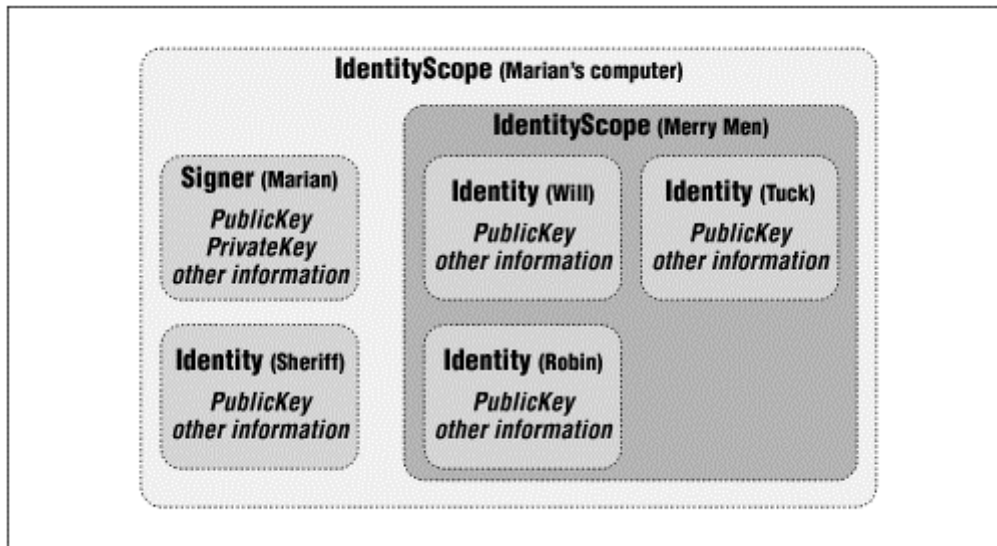 IdentityScope (Marian's computer)
IdentityScope (Merry Men)
Signer (Marian)
PublicKey
PrivateKey
other information
Identity (Will)
PublicKey
other information
Identity (Tuck)
PublicKey
other information
Identity (Sheriff)
PublicKey
other information
Identity (Robin)
PublicKey
other information